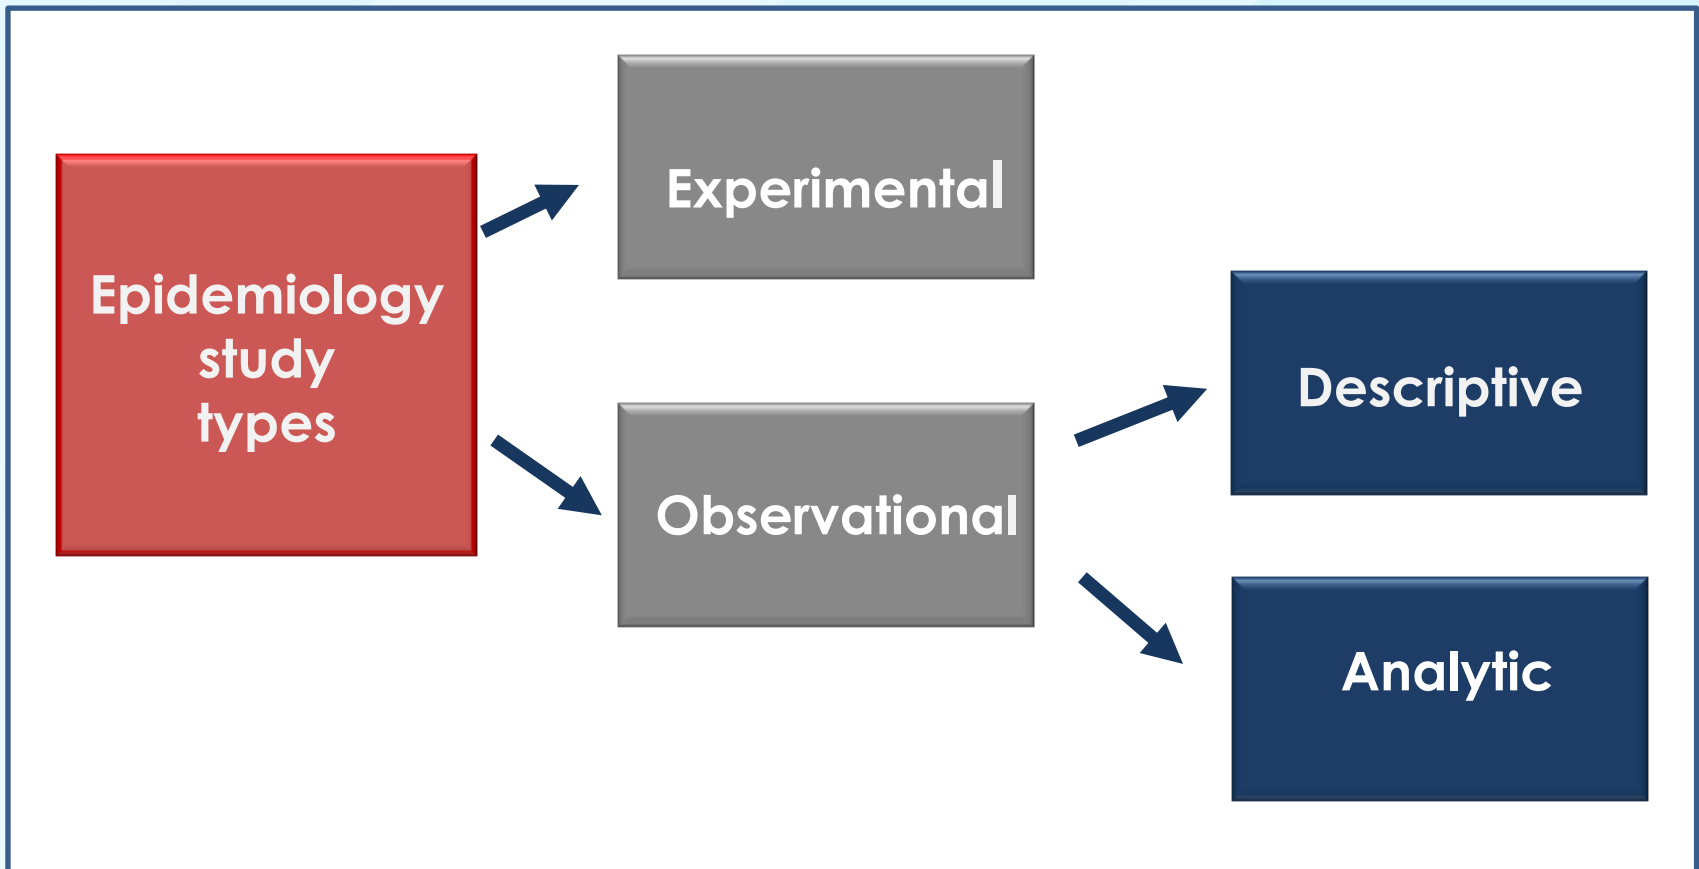 Epidemiology
study
types
Experimental
Observational
Descriptive
Analytic